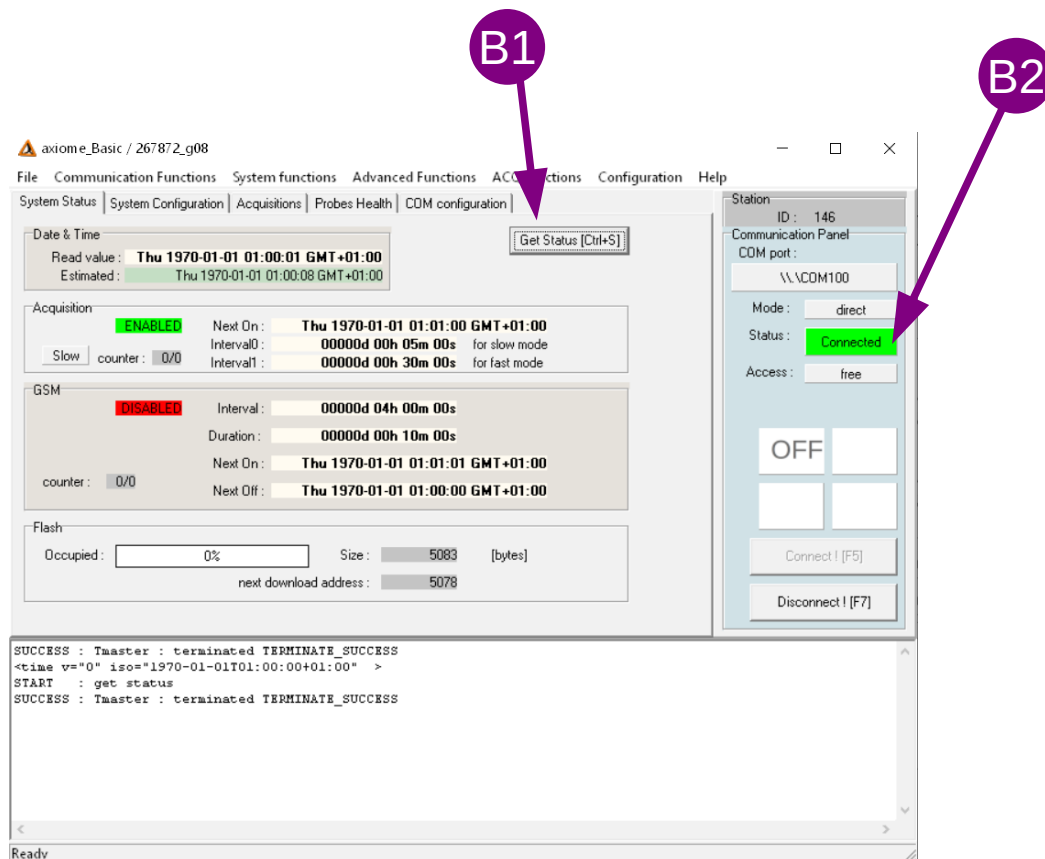 B1
B2
axiome_Basic / 267872_g08
File Communication Functions System functions Advanced Functions Configuration Help
System Status System Configuration Acquisitions Probes Health COM configuration
Get Status [Ctrl+S]
Date & Time
Read value : Thu 1970-01-01 01:00:01 GMT+01:00
Estimated : Thu 1970-01-01 01:00:08 GMT+01:00
Acquisition
ENABLED Next On : Thu 1970-01-01 01:01:00 GMT+01:00
Interval0 : 00000d 00h 05m 00s for slow mode
Slow counter : 0/0
Interval1 : 00000d 00h 30m 00s for fast mode
GSM
DISABLED Interval : 00000d 04h 00m 00s
Duration : 00000d 00h 10m 00s
Next On : Thu 1970-01-01 01:01:01 GMT+01:00
counter : 0/0
Next Off : Thu 1970-01-01 01:00:00 GMT+01:00
Flash
Occupied : 0% Size : 5083 [bytes]
next download address : 5078
Station
ID : 146
Communication Panel
COM port :
\\.\COM100
Mode : direct
Status : Connected
Access : free
OFF
Connect ! [F5]
Disconnect ! [F7]
SUCCESS : Tmaster : terminated TERMINATE_SUCCESS
<time v="0" iso="1970-01-01T01:00:00+01:00" >
START : get status
SUCCESS : Tmaster : terminated TERMINATE_SUCCESS
Ready